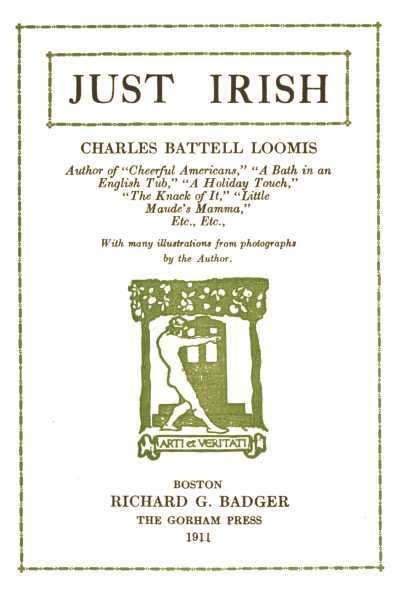 JUST IRISH
CHARLES BATTELL LOOMIS
Author of "Cheerful Americans," "A Bath in an
English Tub," "A Holiday Touch,"
"The Knack of It," "Little
Maude's Mamma,"
Etc., Etc.,
With many illustrations from photographs
by the Author.
ARTI et VERITATI
BOSTON
RICHARD G. BADGER
THE GORHAM PRESS
1911